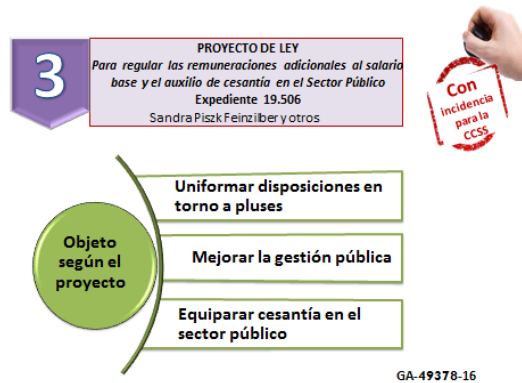 3
PROYECTO DE LEY
Para regular las remuneraciones adicionales al salario
base y el auxilio de cesantía en el Sector Público
Expediente 19.506
Sandra Piszk Feinzilber y otros
Con
incidencia
para la
CCSS
Objeto
según el
proyecto
Uniformar disposiciones en
torno a pluses
Mejorar la gestión pública
Equiparar cesantía en el
sector público
GA-49378-16